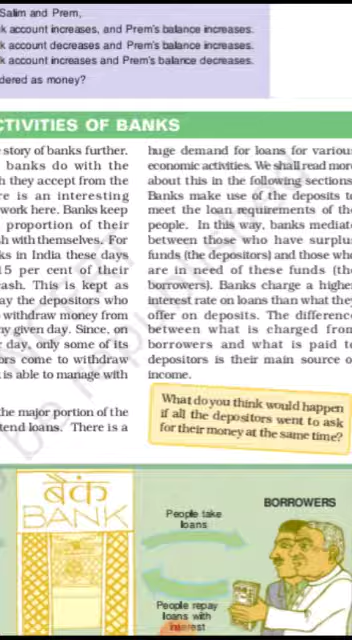 Salim and Prem,
k account increases, and Prem's balance increases.
k account decreases and Prem's balance increases.
k account increases and Prem's balance decreases.
dered as money?
CTIVITIES OF BANKS
story of banks further.
banks do with the
h they accept from the
re is an interesting
work here. Banks keep
proportion of their
h with themselves. For
ks in India these days
15 per cent of their
cash. This is kept as
ay the depositors who
withdraw money from
ny given day. Since, on
r day, only some of its
ors come to withdraw
is able to manage with
the major portion of the
tend loans. There is a
huge demand for loans for variou
economic activities. We shall read more
about this in the following sections
Banks make use of the deposits to
meet the loan requirements of the
people. In this way, banks mediate
between those who have surplus
funds (the depositors) and those who
are in need of these funds (the
borrowers). Banks charge a higher
interest rate on loans than what they
offer on deposits. The difference
between what is charged from
borrowers and what is paid to
depositors is their main source o
income.
What do you think would happen
if all the depositors went to ask
for their money at the same time?
बैंक
BANK
People take
loans
BORROWERS
People repay
loans with
interest